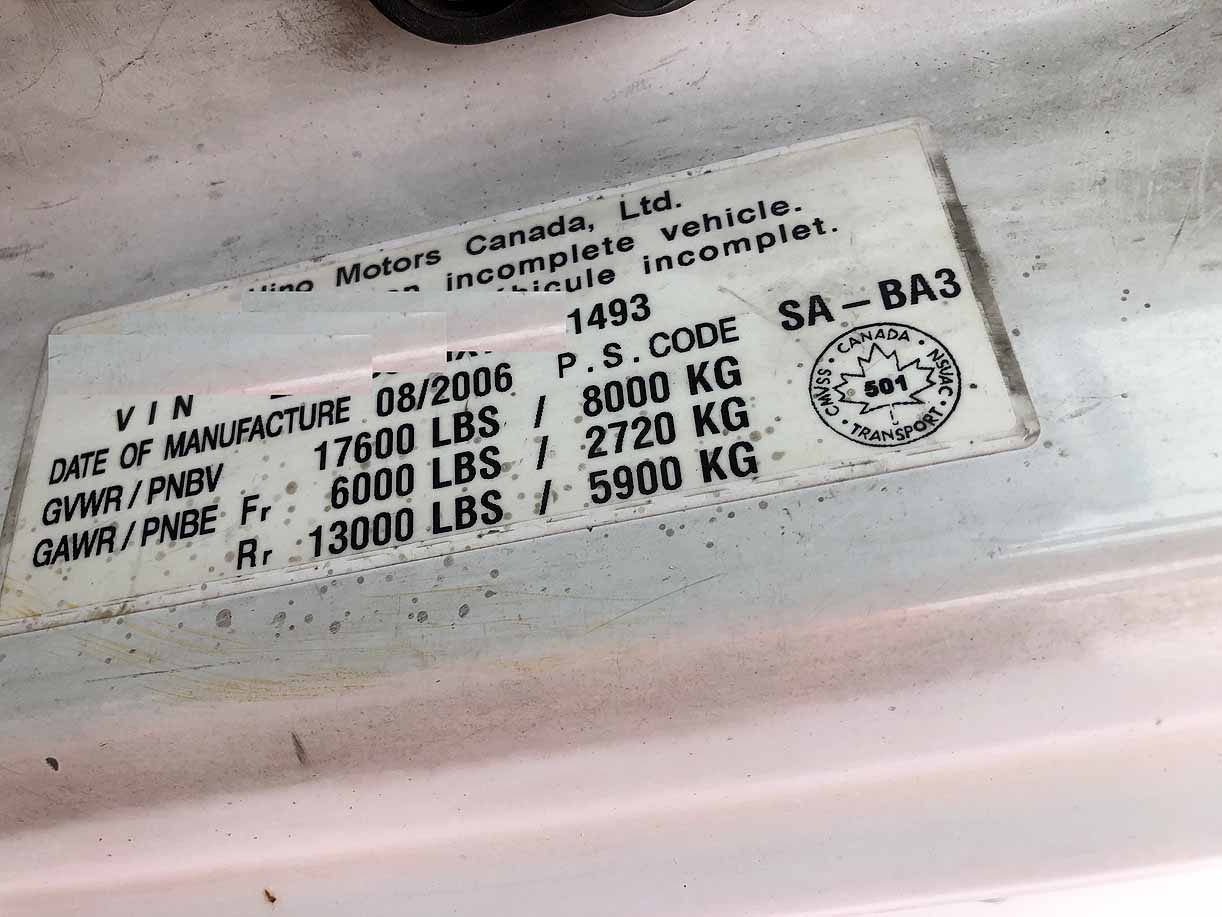 Motors Canada, Ltd.
incomplete vehicle.
incomplet.
VIN 1493
DATE OF MANUFACTURE 08/2006 P.S.CODE SA-BA3
GVWR/PNBV 17600 LBS / 8000 KG
GAWR/PNBE Fr 6000 LBS / 2720 KG
Rr 13000 LBS / 5900 KG
CANADA · NSVAC · TRANSPORT · CMVSS
501